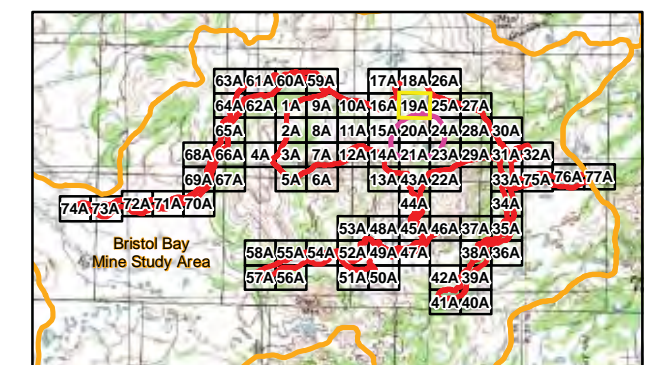 63A 61A 60A 59A 17A 18A 26A
64A 62A 1A 9A 10A 16A 19A 25A 27A
65A 2A 8A 11A 15A 20A 24A 28A 30A
68A 66A 4A 3A 7A 12A 14A 21A 23A 29A 31A 32A
69A 67A 5A 6A 13A 43A 22A 33A 75A 76A 77A
74A 73A 72A 71A 70A 44A 34A
53A 48A 45A 46A 37A 35A
Bristol Bay
Mine Study Area
58A 55A 54A 52A 49A 47A 38A 36A
57A 56A 51A 50A 42A 39A
41A 40A